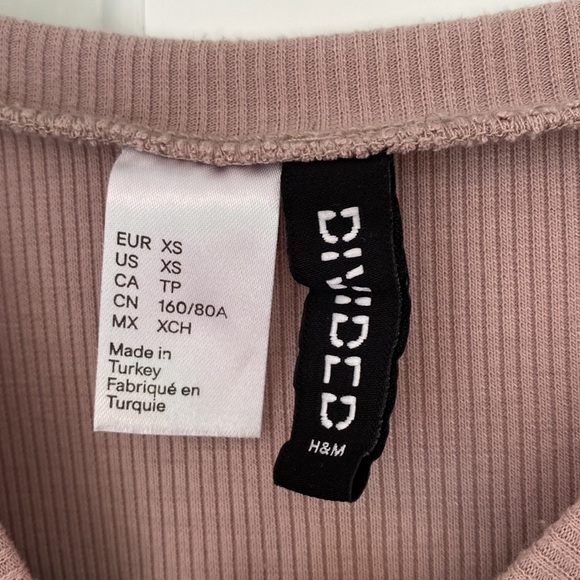 EUR XS
US XS
CA TP
CN 160/80A
MX XCH
Made in
Turkey
Fabriqué en
Turquie
DIVIDED
H&M